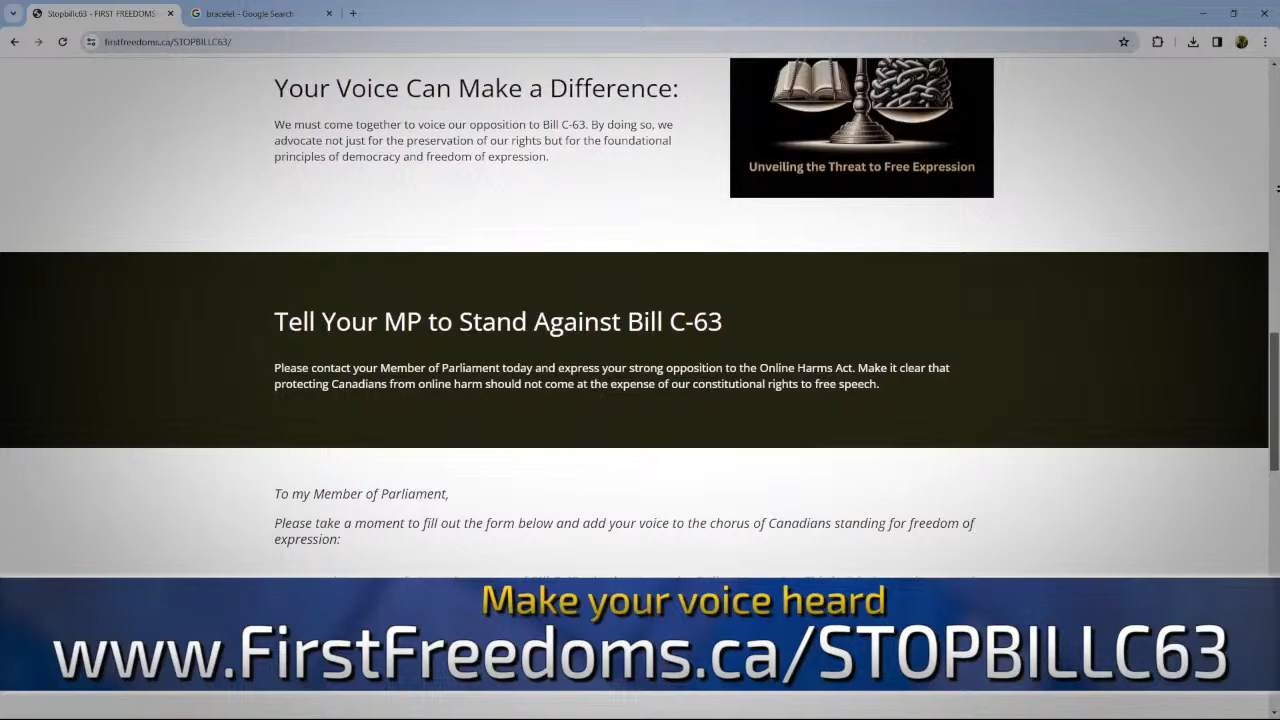 Stopbillc63 - FIRST FREEDOMS
bracelet - Google Search
firstfreedoms.ca/STOPBILLC63/
Your Voice Can Make a Difference:
We must come together to voice our opposition to Bill C-63. By doing so, we
advocate not just for the preservation of our rights but for the foundational
principles of democracy and freedom of expression.
Unveiling the Threat to Free Expression
Tell Your MP to Stand Against Bill C-63
Please contact your Member of Parliament today and express your strong opposition to the Online Harms Act. Make it clear that
protecting Canadians from online harm should not come at the expense of our constitutional rights to free speech.
To my Member of Parliament,
Please take a moment to fill out the form below and add your voice to the chorus of Canadians standing for freedom of
expression:
Make your voice heard
www.FirstFreedoms.ca/STOPBILLC63